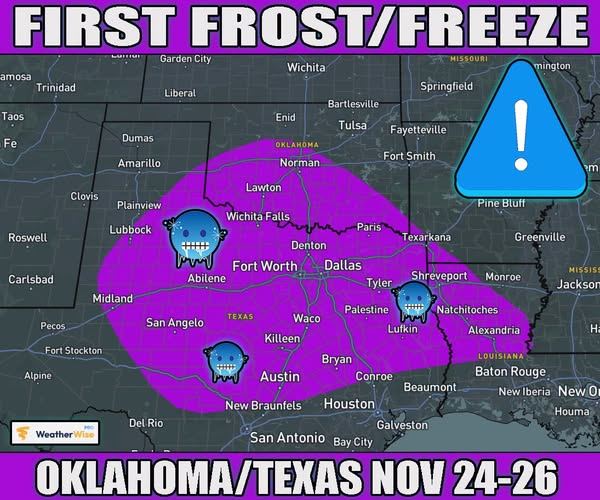 FIRST FROST/FREEZE
Garden City
Wichita
MISSOURI
Springfield
Trinidad
Liberal
Bartlesville
Taos
Enid
Tulsa
Fayetteville
Dumas
OKLAHOMA
Fort Smith
Amarillo
Norman
Clovis
Plainview
Lawton
Pine Bluff
Lubbock
Wichita Falls
Roswell
Paris
Texarkana
Greenville
Denton
Carlsbad
Abilene
Fort Worth
Dallas
Tyler
Shreveport
Monroe
Jackson
Midland
Palestine
Natchitoches
San Angelo
TEXAS
Waco
Lufkin
Alexandria
Pecos
Killeen
Fort Stockton
Bryan
LOUISIANA
Alpine
Austin
Conroe
Beaumont
Baton Rouge
New Iberia
New Braunfels
Houston
Houma
Del Rio
Galveston
San Antonio
Bay City
WeatherWise PRO
OKLAHOMA/TEXAS NOV 24-26